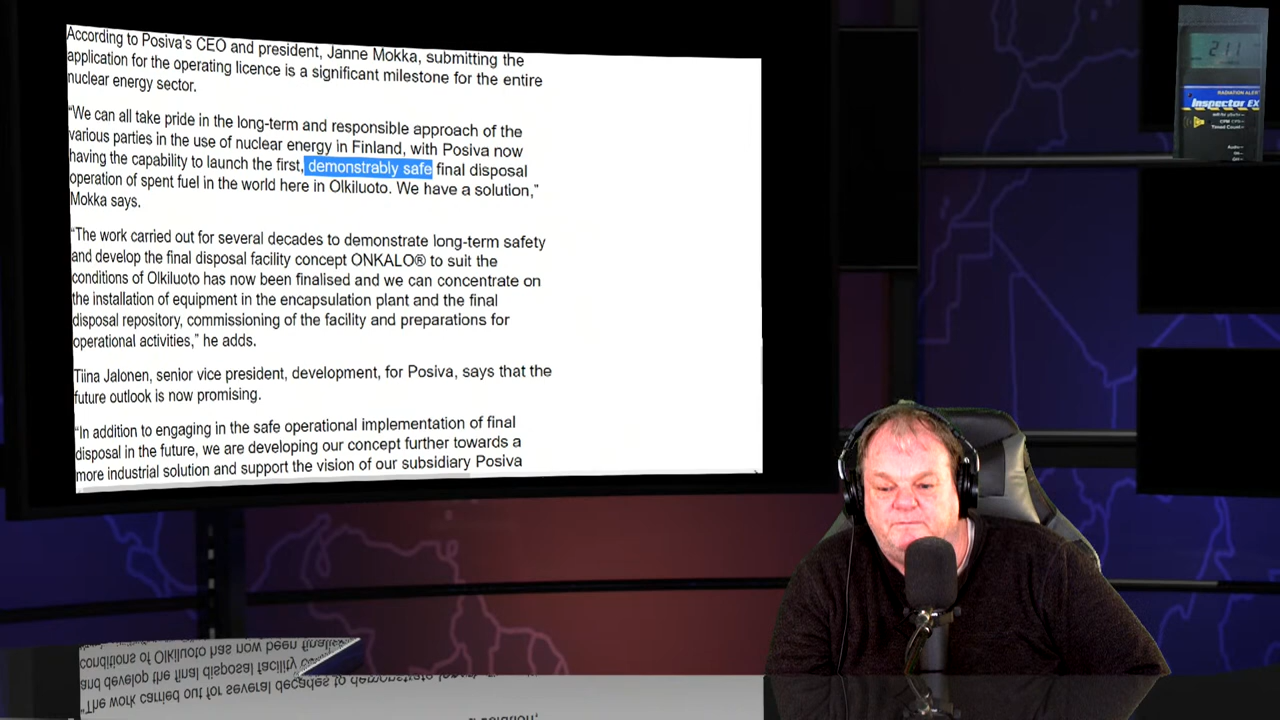 According to Posiva's CEO and president, Janne Mokka, submitting the
application for the operating licence is a significant milestone for the entire
nuclear energy sector.
“We can all take pride in the long-term and responsible approach of the
various parties in the use of nuclear energy in Finland, with Posiva now
having the capability to launch the first, demonstrably safe final disposal
operation of spent fuel in the world here in Olkiluoto. We have a solution,”
Mokka says.
“The work carried out for several decades to demonstrate long-term safety
and develop the final disposal facility concept ONKALO® to suit the
conditions of Olkiluoto has now been finalised and we can concentrate on
the installation of equipment in the encapsulation plant and the final
disposal repository, commissioning of the facility and preparations for
operational activities,” he adds.
Tiina Jalonen, senior vice president, development, for Posiva, says that the
future outlook is now promising.
“In addition to engaging in the safe operational implementation of final
disposal in the future, we are developing our concept further towards a
more industrial solution and support the vision of our subsidiary Posiva
211
RADIATION ALERT
Inspector EX